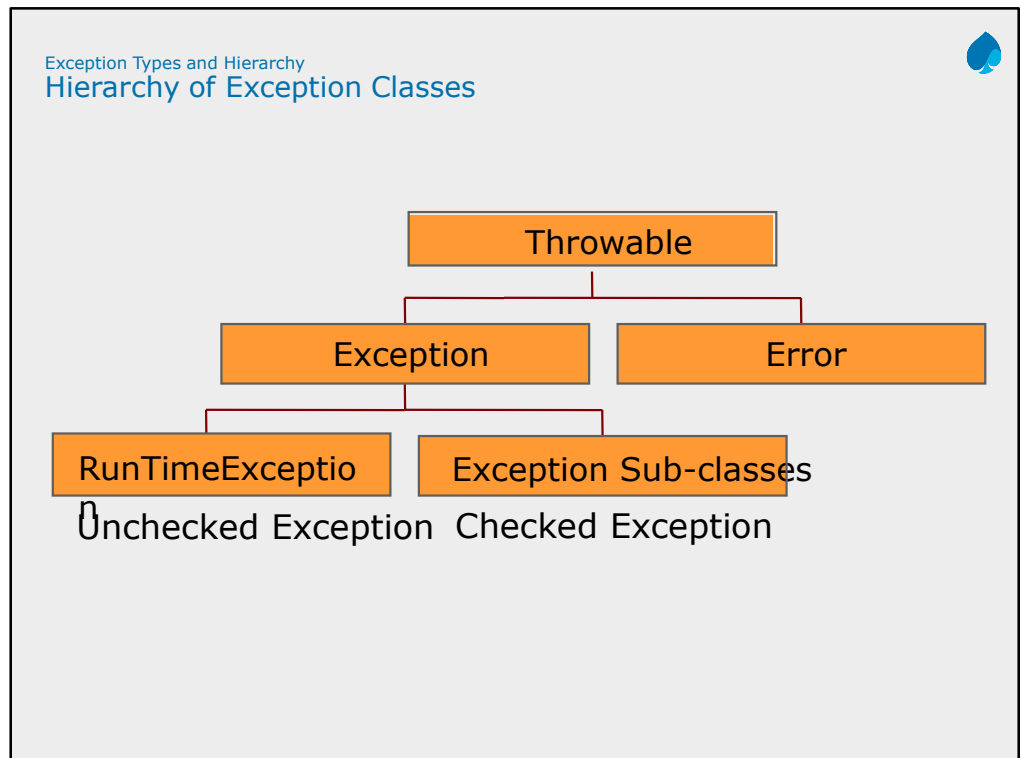 Exception Types and Hierarchy
Hierarchy of Exception Classes
Throwable
Exception
Error
RunTimeExceptio
n
Exception Sub-classes
Unchecked Exception
Checked Exception